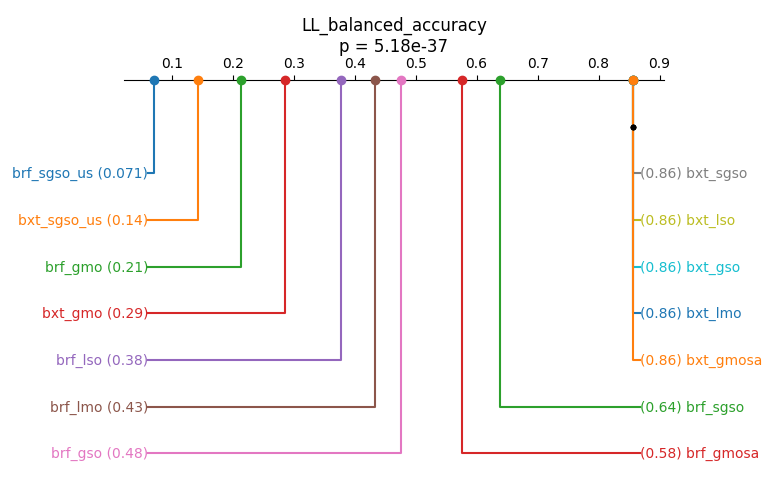 LL_balanced_accuracy
p = 5.18e-37
0.1 0.2 0.3 0.4 0.5 0.6 0.7 0.8 0.9
brf_sgso_us (0.071) (0.86) bxt_sgso
bxt_sgso_us (0.14) (0.86) bxt_lso
brf_gmo (0.21) (0.86) bxt_gso
bxt_gmo (0.29) (0.86) bxt_lmo
brf_lso (0.38) (0.86) bxt_gmosa
brf_lmo (0.43) (0.64) brf_sgso
brf_gso (0.48) (0.58) brf_gmosa